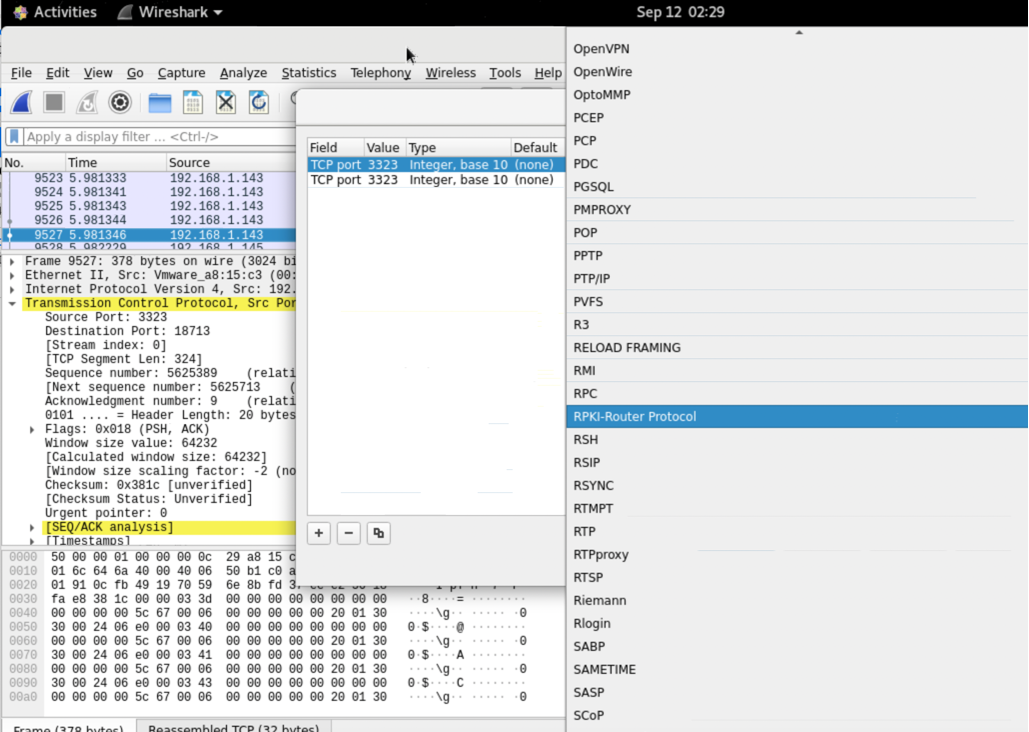 Activities Wireshark Sep 12 02:29
File Edit View Go Capture Analyze Statistics Telephony Wireless Tools Help
Apply a display filter ... <Ctrl-/>
No. Time Source
9523 5.981333 192.168.1.143
9524 5.981341 192.168.1.143
9525 5.981343 192.168.1.143
9526 5.981344 192.168.1.143
9527 5.981346 192.168.1.143
9528 5.982229 192.168.1.145
Frame 9527: 378 bytes on wire (3024 bi
Ethernet II, Src: Vmware_a8:15:c3 (00:
Internet Protocol Version 4, Src: 192.
Transmission Control Protocol, Src Por
Source Port: 3323
Destination Port: 18713
[Stream index: 0]
[TCP Segment Len: 324]
Sequence number: 5625389 (relati
[Next sequence number: 5625713 (
Acknowledgment number: 9 (relati
0101 .... = Header Length: 20 bytes
Flags: 0x018 (PSH, ACK)
Window size value: 64232
[Calculated window size: 64232]
[Window size scaling factor: -2 (no
Checksum: 0x381c [unverified]
[Checksum Status: Unverified]
Urgent pointer: 0
[SEQ/ACK analysis]
[Timestamps]
0000 50 00 00 01 00 00 00 0c 29 a8 15 c
0010 01 6c 64 6a 40 00 40 06 50 b1 c0 a
0020 01 91 0c fb 49 19 70 59 6e 8b fd
0030 fa e8 38 1c 00 00 03 3d 00 00 00 00 00 00 00 00 ··8····= ········
0040 00 00 00 00 5c 67 00 06 00 00 00 00 00 20 01 30 ····\g·· ····· ·0
0050 30 00 24 06 e0 00 03 40 00 00 00 00 00 00 00 00 0·$····@ ········
0060 00 00 00 00 5c 67 00 06 00 00 00 00 00 20 01 30 ····\g·· ····· ·0
0070 30 00 24 06 e0 00 03 41 00 00 00 00 00 00 00 00 0·$····A ········
0080 00 00 00 00 5c 67 00 06 00 00 00 00 00 20 01 30 ····\g·· ····· ·0
0090 30 00 24 06 e0 00 03 43 00 00 00 00 00 00 00 00 0·$····C ········
00a0 00 00 00 00 5c 67 00 06 00 00 00 00 00 20 01 30 ····\g·· ····· ·0
Frame (378 bytes) Reassembled TCP (32 bytes)
Field Value Type Default
TCP port 3323 Integer, base 10 (none)
TCP port 3323 Integer, base 10 (none)
OpenVPN
OpenWire
OptoMMP
PCEP
PCP
PDC
PGSQL
PMPROXY
POP
PPTP
PTP/IP
PVFS
R3
RELOAD FRAMING
RMI
RPC
RPKI-Router Protocol
RSH
RSIP
RSYNC
RTMPT
RTP
RTPproxy
RTSP
Riemann
Rlogin
SABP
SAMETIME
SASP
SCoP